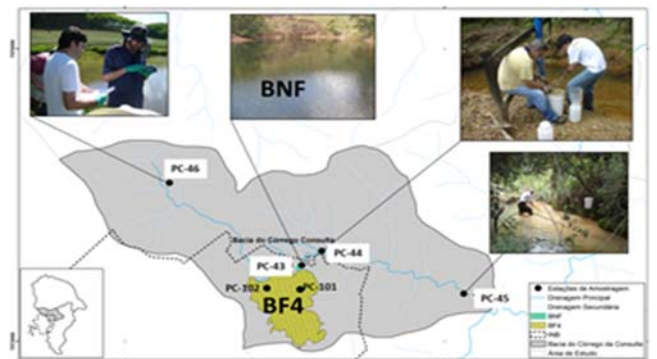 BNF
PC-46
Bacia do Córrego Consulta
PC-44
PC-43
PC-102
PC-101
BF4
PC-45
Estações de Amostragem
Drenagem Principal
Drenagem Secundária
BNF
BF4
INB
Bacia do Córrego da Consulta
Área de Estudo